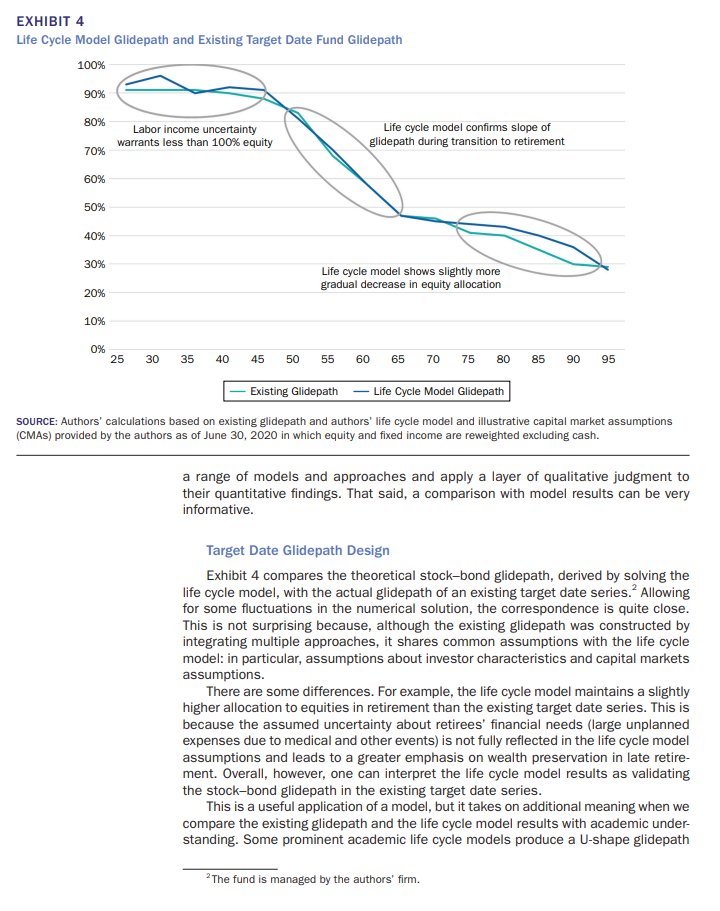 EXHIBIT 4
Life Cycle Model Glidepath and Existing Target Date Fund Glidepath
100%
90%
80%
70%
60%
50%
40%
30%
20%
10%
0%
Labor income uncertainty
warrants less than 100% equity
Life cycle model confirms slope of
glidepath during transition to retirement
Life cycle model shows slightly more
gradual decrease in equity allocation
25 30 35 40 45 50 55 60 65 70 75 80 85 90 95
Existing Glidepath Life Cycle Model Glidepath
SOURCE: Authors’ calculations based on existing glidepath and authors’ life cycle model and illustrative capital market assumptions
(CMAs) provided by the authors as of June 30, 2020 in which equity and fixed income are reweighted excluding cash.
a range of models and approaches and apply a layer of qualitative judgment to
their quantitative findings. That said, a comparison with model results can be very
informative.
Target Date Glidepath Design
Exhibit 4 compares the theoretical stock–bond glidepath, derived by solving the
life cycle model, with the actual glidepath of an existing target date series.2 Allowing
for some fluctuations in the numerical solution, the correspondence is quite close.
This is not surprising because, although the existing glidepath was constructed by
integrating multiple approaches, it shares common assumptions with the life cycle
model: in particular, assumptions about investor characteristics and capital markets
assumptions.
There are some differences. For example, the life cycle model maintains a slightly
higher allocation to equities in retirement than the existing target date series. This is
because the assumed uncertainty about retirees’ financial needs (large unplanned
expenses due to medical and other events) is not fully reflected in the life cycle model
assumptions and leads to a greater emphasis on wealth preservation in late retire-
ment. Overall, however, one can interpret the life cycle model results as validating
the stock–bond glidepath in the existing target date series.
This is a useful application of a model, but it takes on additional meaning when we
compare the existing glidepath and the life cycle model results with academic under-
standing. Some prominent academic life cycle models produce a U-shape glidepath
2The fund is managed by the authors’ firm.